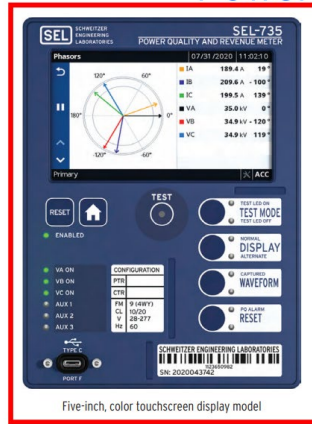 SEL SCHWEITZER ENGINEERING LABORATORIES
SEL-735
POWER QUALITY AND REVENUE METER
Phasors 07/31/2020 11:02:10
120° 60°
180° 0°
-120° -60°
IA 189.4 A 19°
IB 209.6 A -100°
IC 199.5 A 139°
VA 35.0 kV 0°
VB 34.9 kV -120°
VC 34.9 kV 119°
Primary ACC
RESET
TEST
ENABLED
TEST LED ON
TEST MODE
TEST LED OFF
NORMAL
DISPLAY
ALTERNATE
CAPTURED
WAVEFORM
PQ ALARM
RESET
VA ON
VB ON
VC ON
AUX 1
AUX 2
AUX 3
CONFIGURATION
PTR
CTR
FM 9 (4WY)
CL 10/20
V 28-277
Hz 60
TYPE C
PORT F
SCHWEITZER ENGINEERING LABORATORIES
1123650982
SN: 2020043742
Five-inch, color touchscreen display model